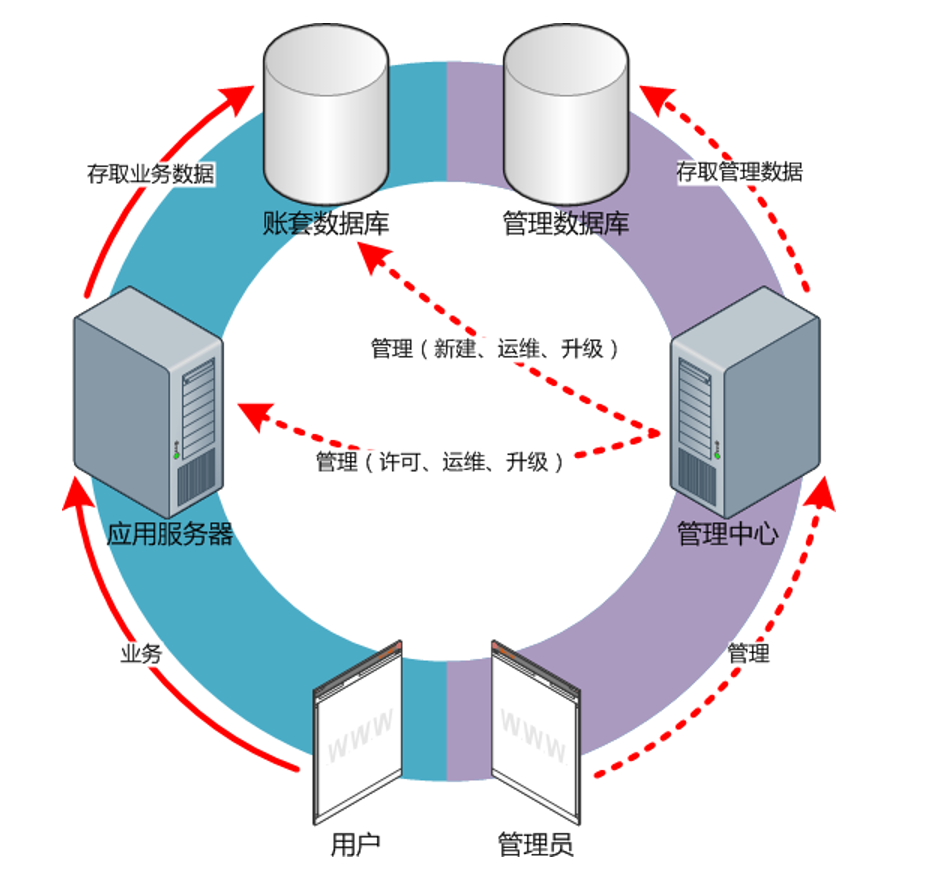 存取业务数据
存取管理数据
账套数据库
管理数据库
管理（新建、运维、升级）
管理（许可、运维、升级）
应用服务器
管理中心
业务
管理
WWW
WWW
用户
管理员